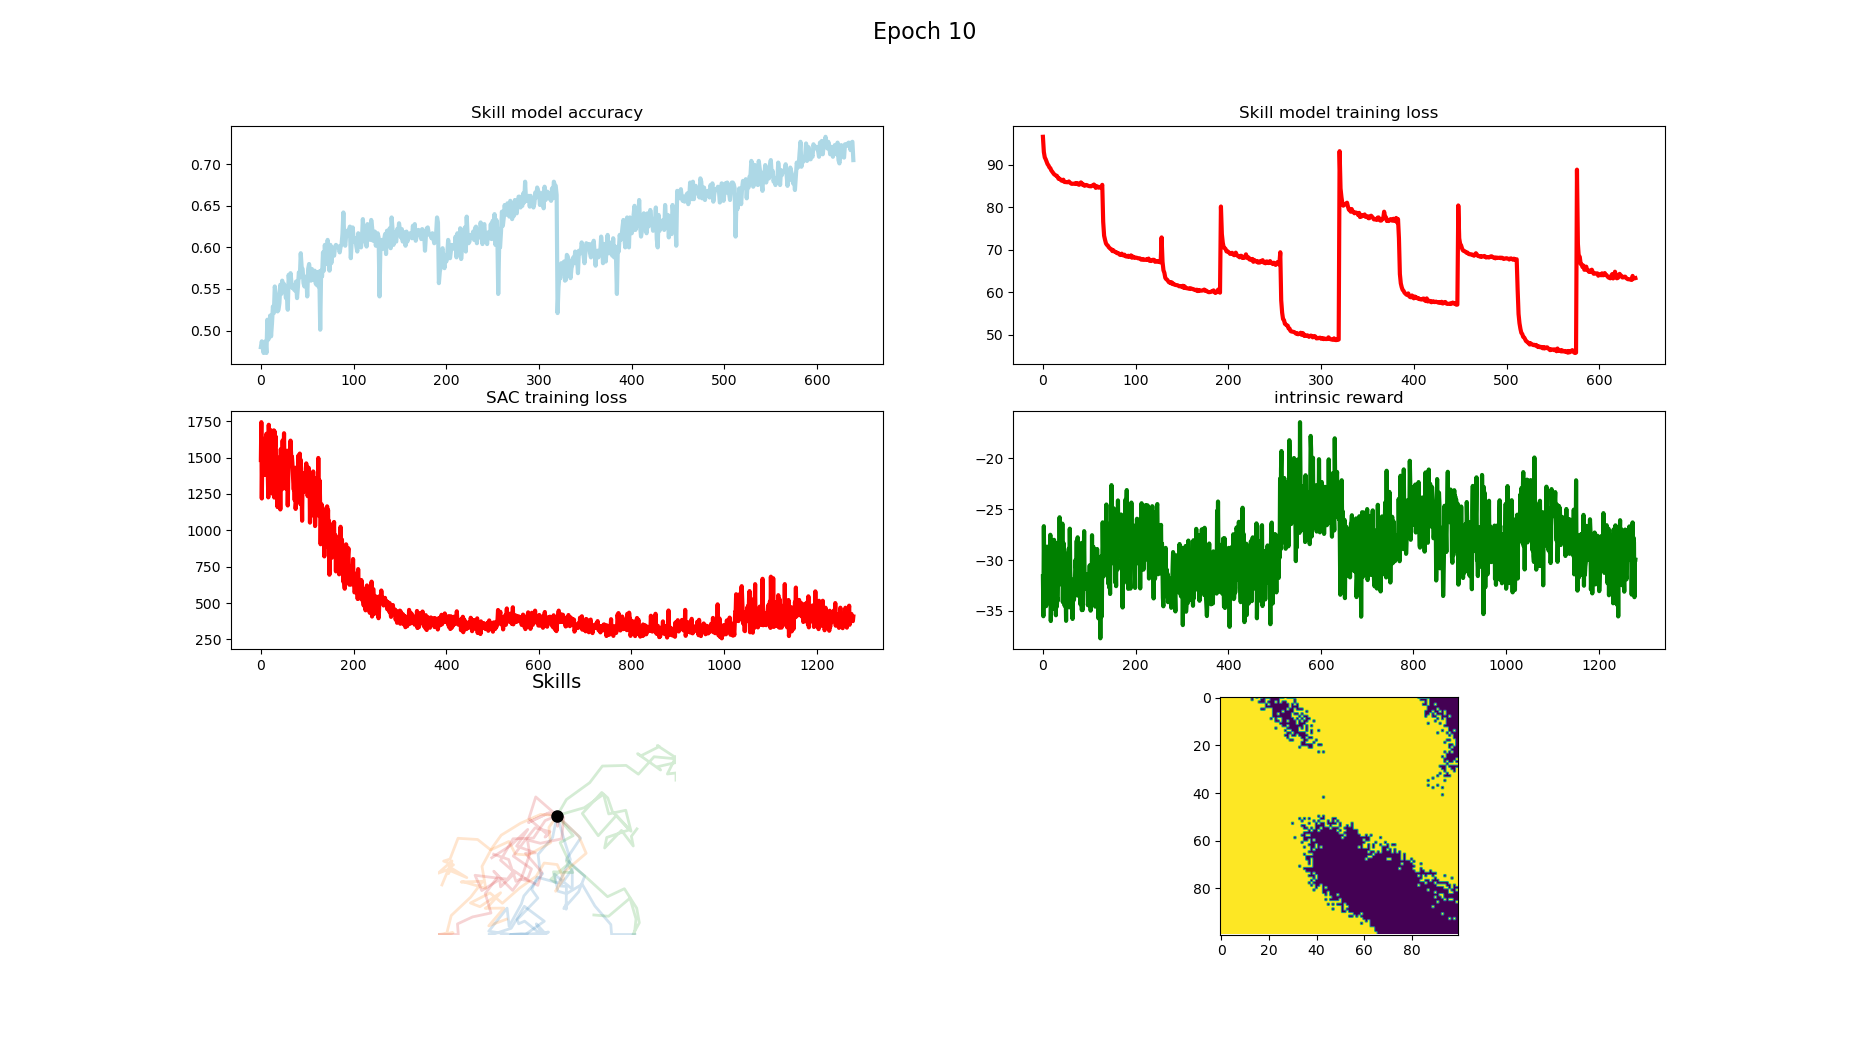 Epoch 10
Skill model accuracy
0.70
0.65
0.60
0.55
0.50
0 100 200 300 400 500 600
Skill model training loss
90
80
70
60
50
0 100 200 300 400 500 600
SAC training loss
1750
1500
1250
1000
750
500
250
0 200 400 600 800 1000 1200
intrinsic reward
−20
−25
−30
−35
0 200 400 600 800 1000 1200
Skills
0
20
40
60
80
0 20 40 60 80